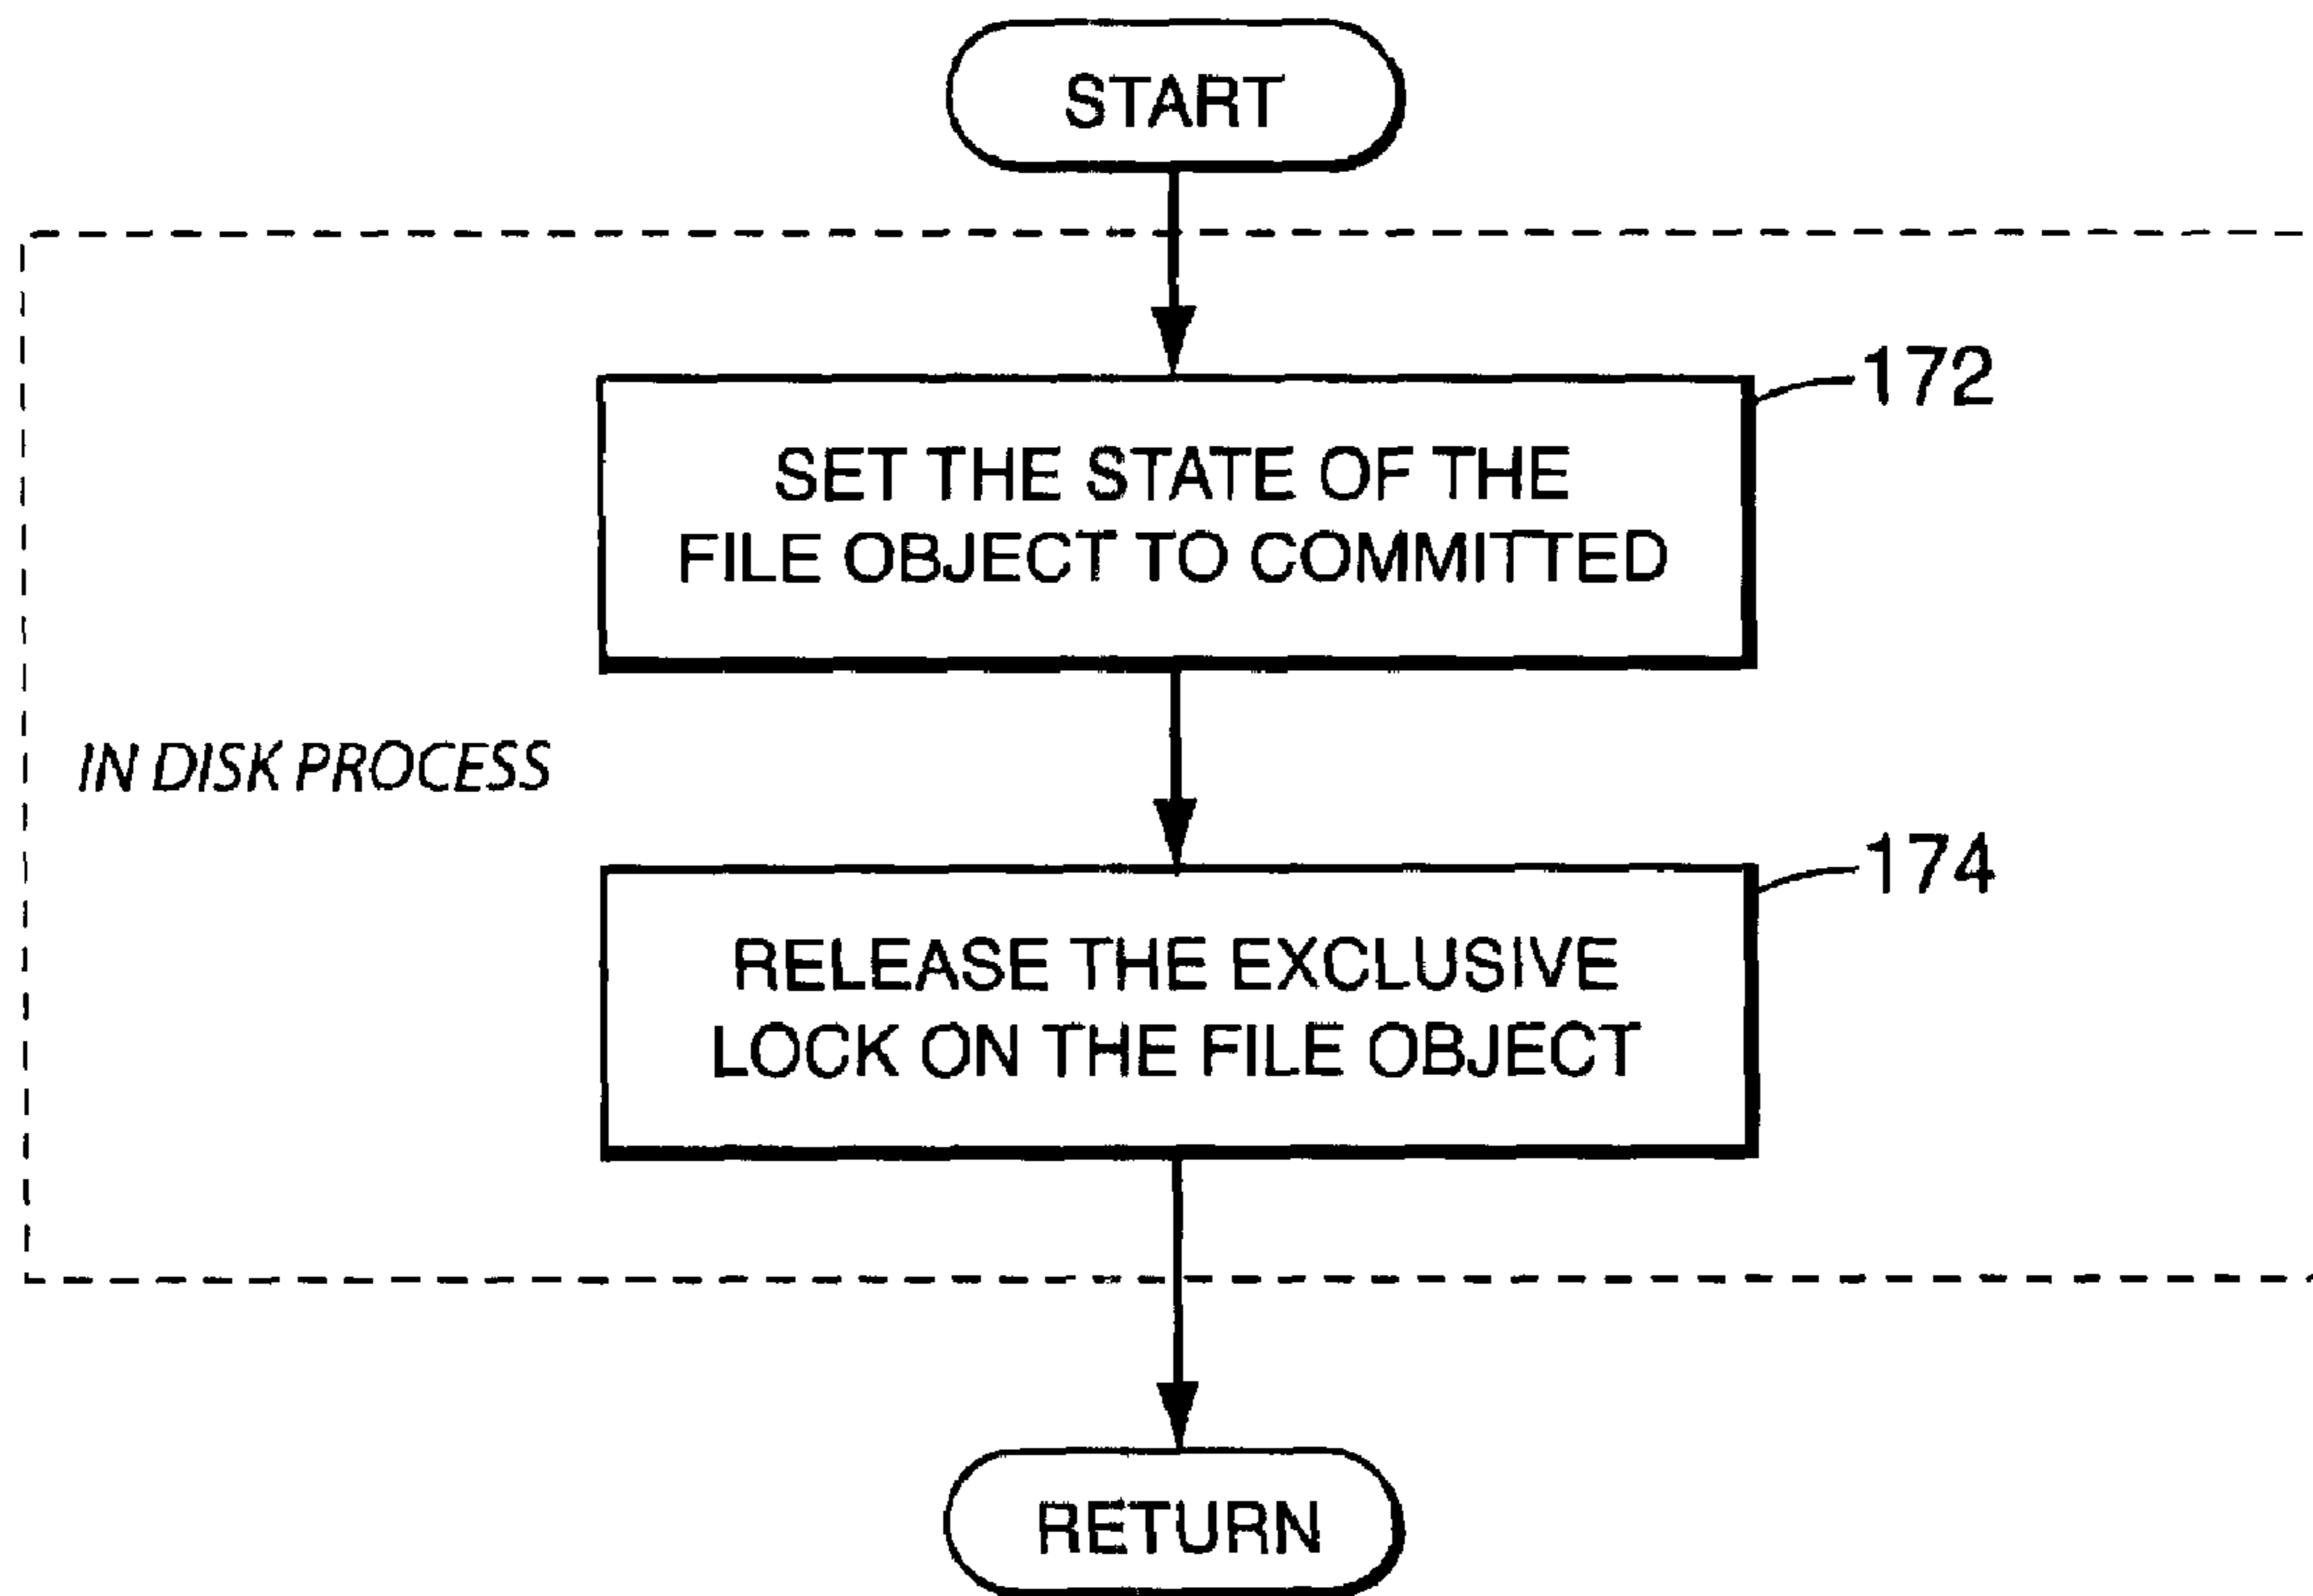 START
172
SET THE STATE OF THE
FILE OBJECT TO COMMITTED
IN DISK PROCESS
174
RELEASE THE EXCLUSIVE
LOCK ON THE FILE OBJECT
RETURN